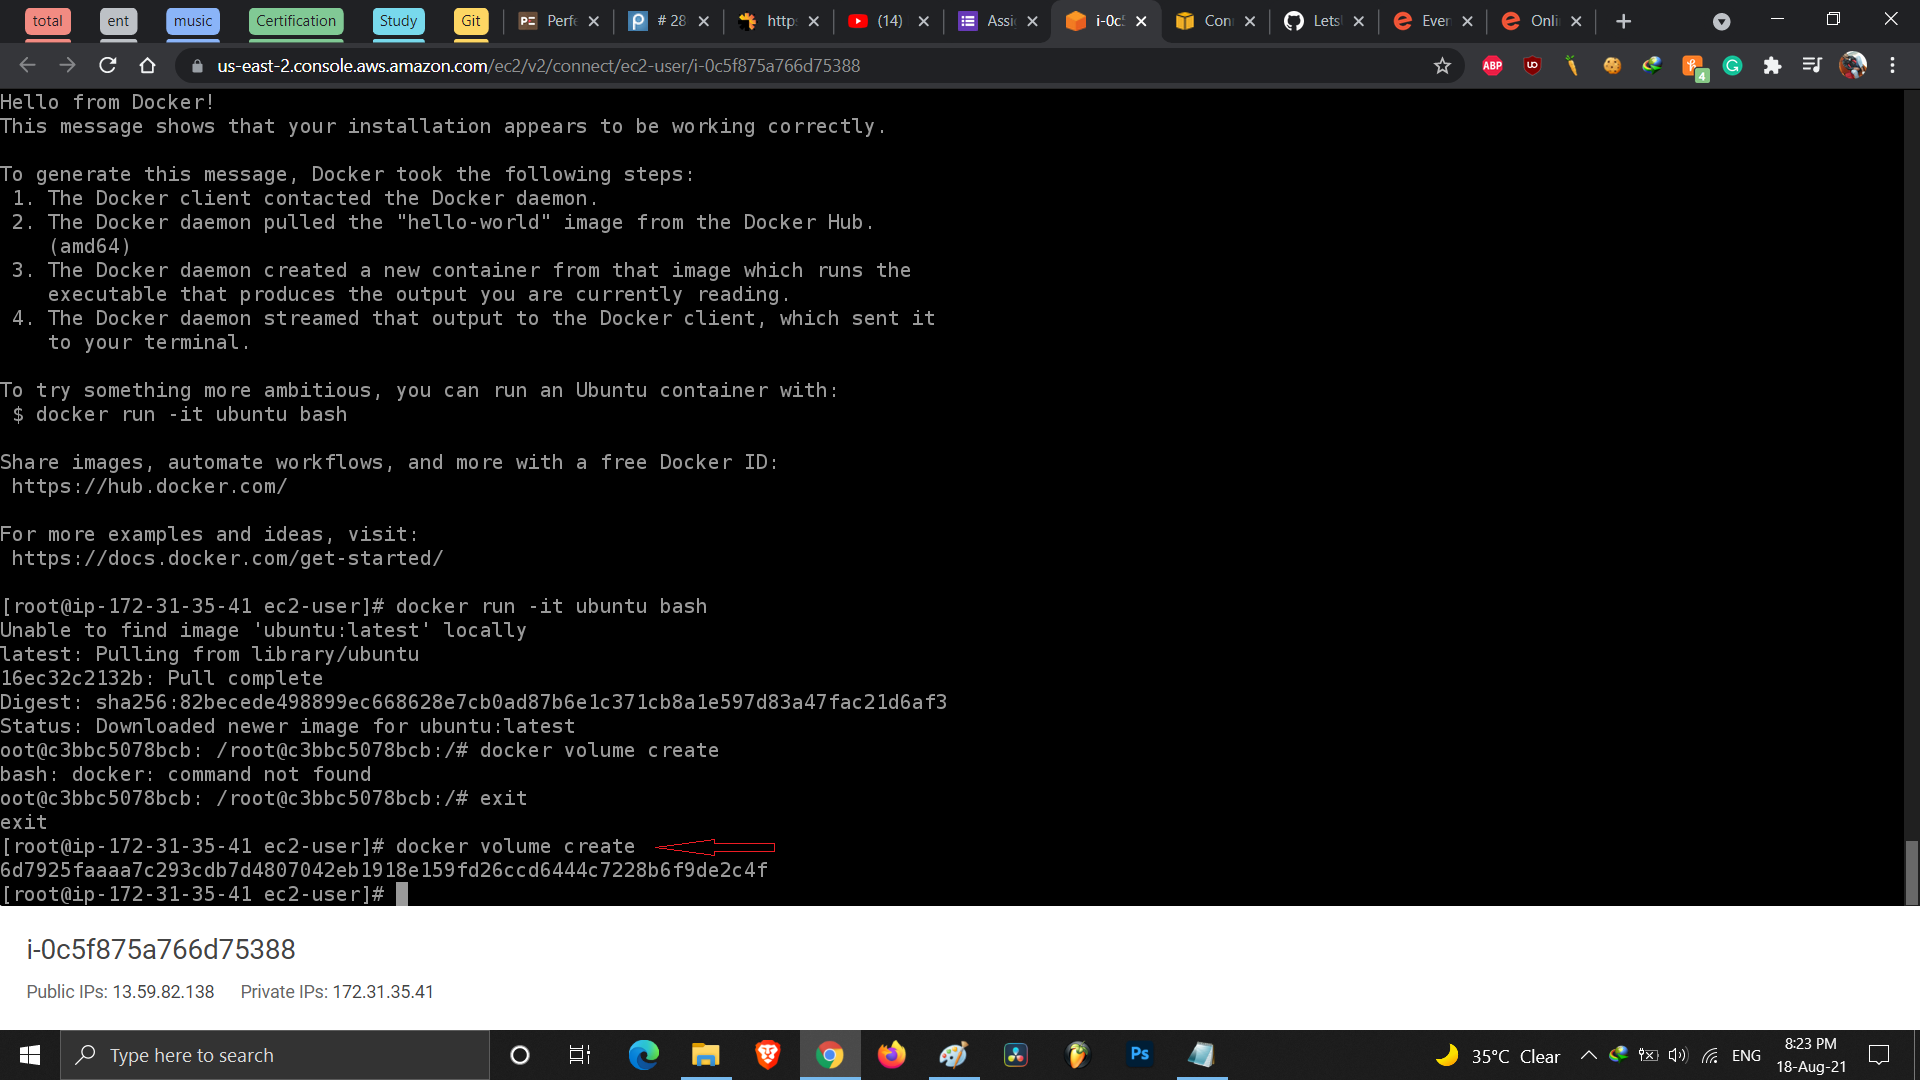 total ent music Certification Study Git Perfe # 28 http (14) Assi i-0c5 Con Lets Even Onli
us-east-2.console.aws.amazon.com/ec2/v2/connect/ec2-user/i-0c5f875a766d75388
ABP UD 4
Hello from Docker!
This message shows that your installation appears to be working correctly.
To generate this message, Docker took the following steps:
1. The Docker client contacted the Docker daemon.
2. The Docker daemon pulled the "hello-world" image from the Docker Hub.
(amd64)
3. The Docker daemon created a new container from that image which runs the
executable that produces the output you are currently reading.
4. The Docker daemon streamed that output to the Docker client, which sent it
to your terminal.
To try something more ambitious, you can run an Ubuntu container with:
$ docker run -it ubuntu bash
Share images, automate workflows, and more with a free Docker ID:
https://hub.docker.com/
For more examples and ideas, visit:
https://docs.docker.com/get-started/
[root@ip-172-31-35-41 ec2-user]# docker run -it ubuntu bash
Unable to find image 'ubuntu:latest' locally
latest: Pulling from library/ubuntu
16ec32c2132b: Pull complete
Digest: sha256:82becede498899ec668628e7cb0ad87b6e1c371cb8a1e597d83a47fac21d6af3
Status: Downloaded newer image for ubuntu:latest
oot@c3bbc5078bcb: /root@c3bbc5078bcb:/# docker volume create
bash: docker: command not found
oot@c3bbc5078bcb: /root@c3bbc5078bcb:/# exit
exit
[root@ip-172-31-35-41 ec2-user]# docker volume create
6d7925faaaa7c293cdb7d4807042eb1918e159fd26ccd6444c7228b6f9de2c4f
[root@ip-172-31-35-41 ec2-user]#
i-0c5f875a766d75388
Public IPs: 13.59.82.138 Private IPs: 172.31.35.41
Type here to search
Ps
35°C Clear
ENG
8:23 PM
18-Aug-21